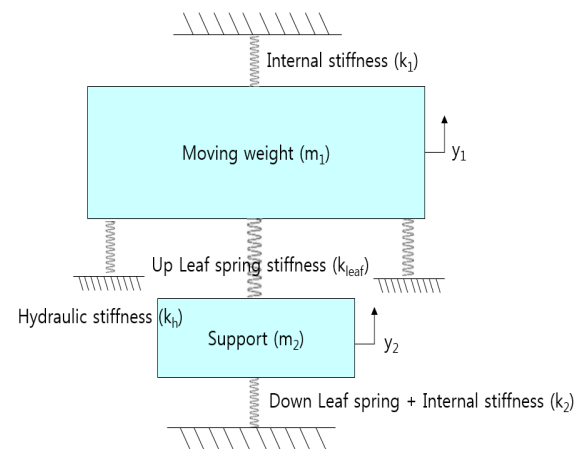 Internal stiffness (k₁)
Moving weight (m₁)
y₁
Up Leaf spring stiffness (kleaf)
Hydraulic stiffness (kh)
Support (m₂)
y₂
Down Leaf spring + Internal stiffness (k₂)